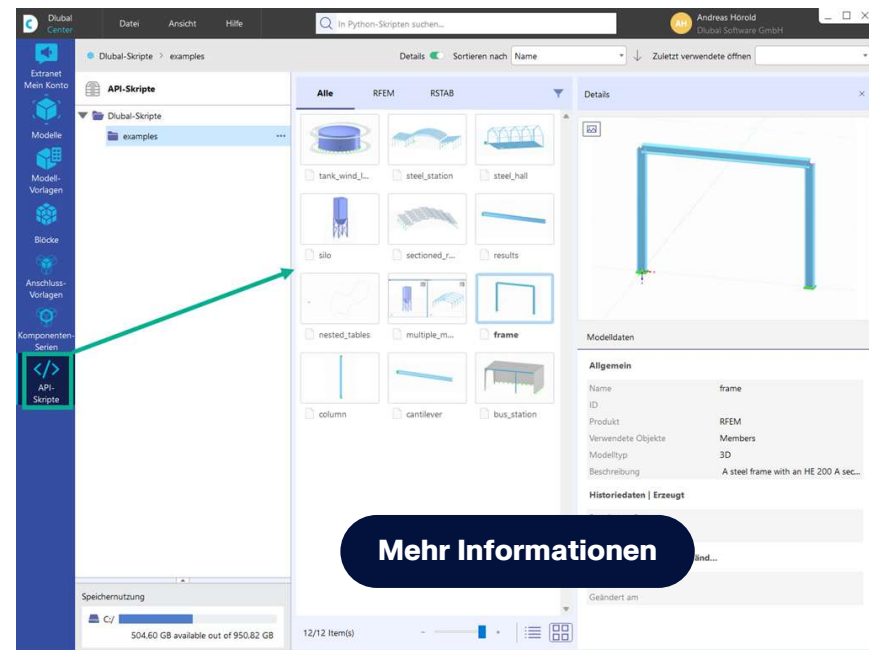 Dlubal
Center
Datei
Ansicht
Hilfe
In Python-Skripten suchen...
AH
Andreas Hörold
Dlubal Software GmbH
Extranet
Mein Konto
Modelle
Modell-
Vorlagen
Blöcke
Anschluss-
Vorlagen
Komponenten-
Serien
</>
API-
Skripte
Dlubal-Skripte > examples
Details
Sortieren nach
Name
Zuletzt verwendete öffnen
API-Skripte
Dlubal-Skripte
examples
...
Alle
RFEM
RSTAB
tank_wind_l...
steel_station
steel_hall
silo
sectioned_r...
results
nested_tables
multiple_m...
frame
column
cantilever
bus_station
Details
Modelldaten
Allgemein
Name frame
ID
Produkt RFEM
Verwendete Objekte Members
Modelltyp 3D
Beschreibung A steel frame with an HE 200 A sec...
Historiedaten | Erzeugt
änd...
Geändert am
Mehr Informationen
Speichernutzung
C:/
504,60 GB available out of 950,82 GB
12/12 Item(s)
- +